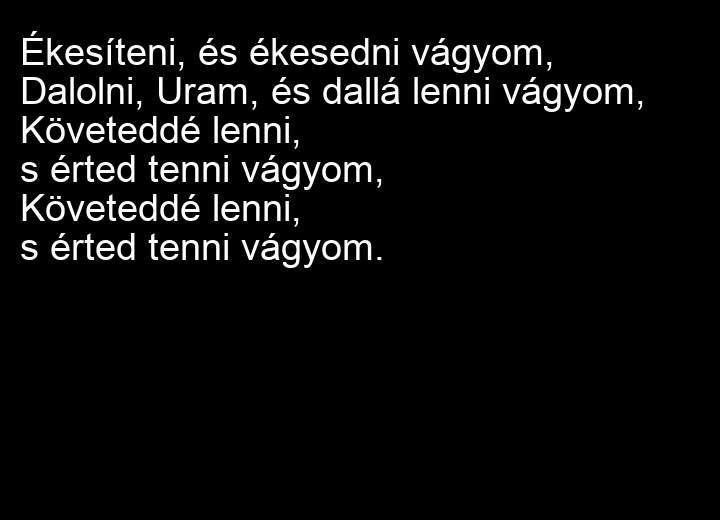 Ékesíteni, és ékesedni vágyom,
Dalolni, Uram, és dallá lenni vágyom,
Követeddé lenni,
s érted tenni vágyom,
Követeddé lenni,
s érted tenni vágyom.